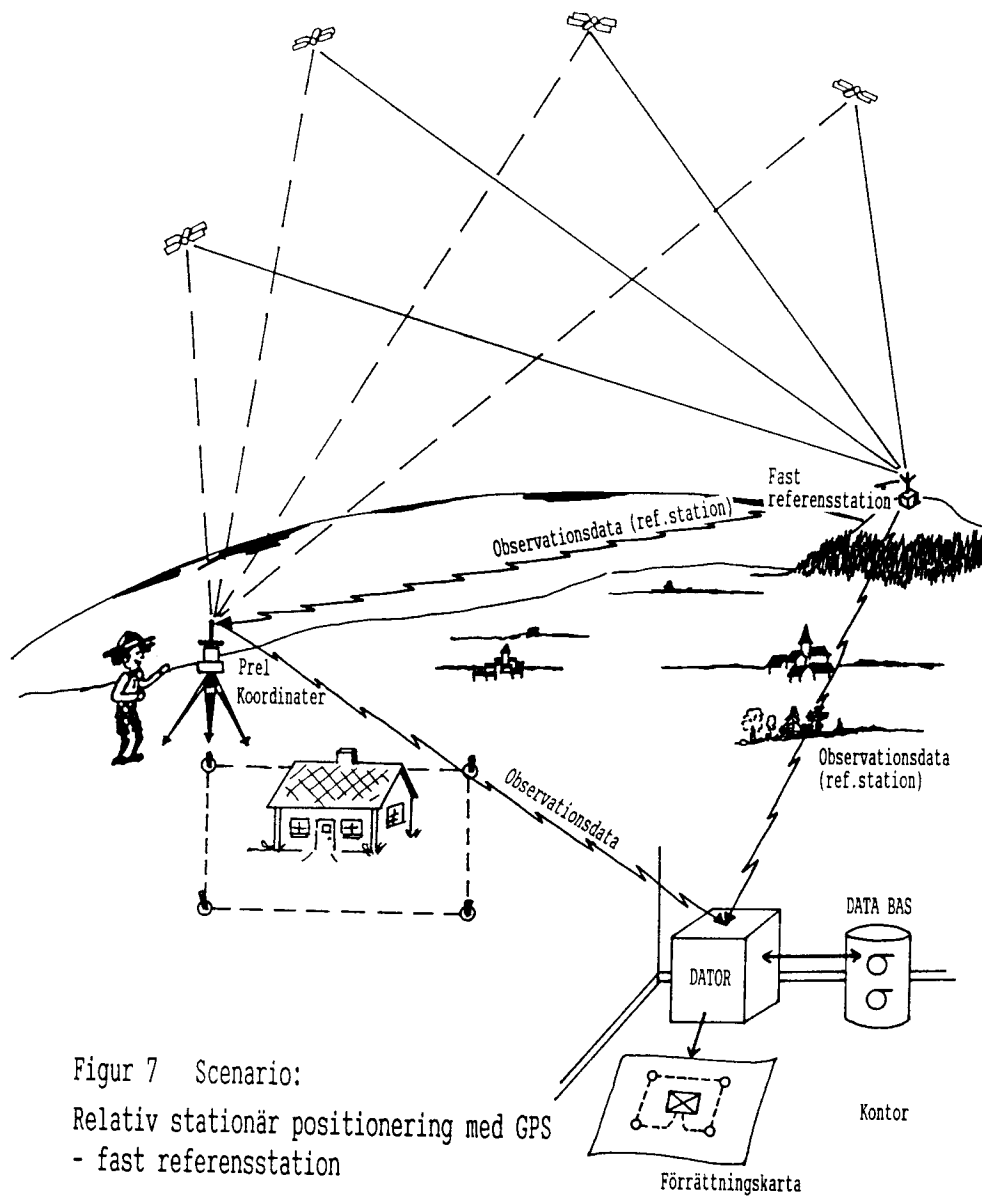 Fast
referensstation
Observationsdata (ref.station)
Prel
Koordinater
Observationsdata
(ref.station)
Observationsdata
DATA BAS
DATOR
Figur 7 Scenario:
Relativ stationär positionering med GPS
- fast referensstation
Kontor
Förrättningskarta